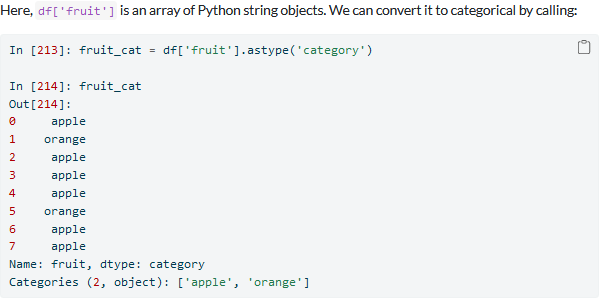 Here, df['fruit'] is an array of Python string objects. We can convert it to categorical by calling:
In [213]: fruit_cat = df['fruit'].astype('category')
In [214]: fruit_cat
Out[214]:
0     apple
1    orange
2     apple
3     apple
4     apple
5    orange
6     apple
7     apple
Name: fruit, dtype: category
Categories (2, object): ['apple', 'orange']